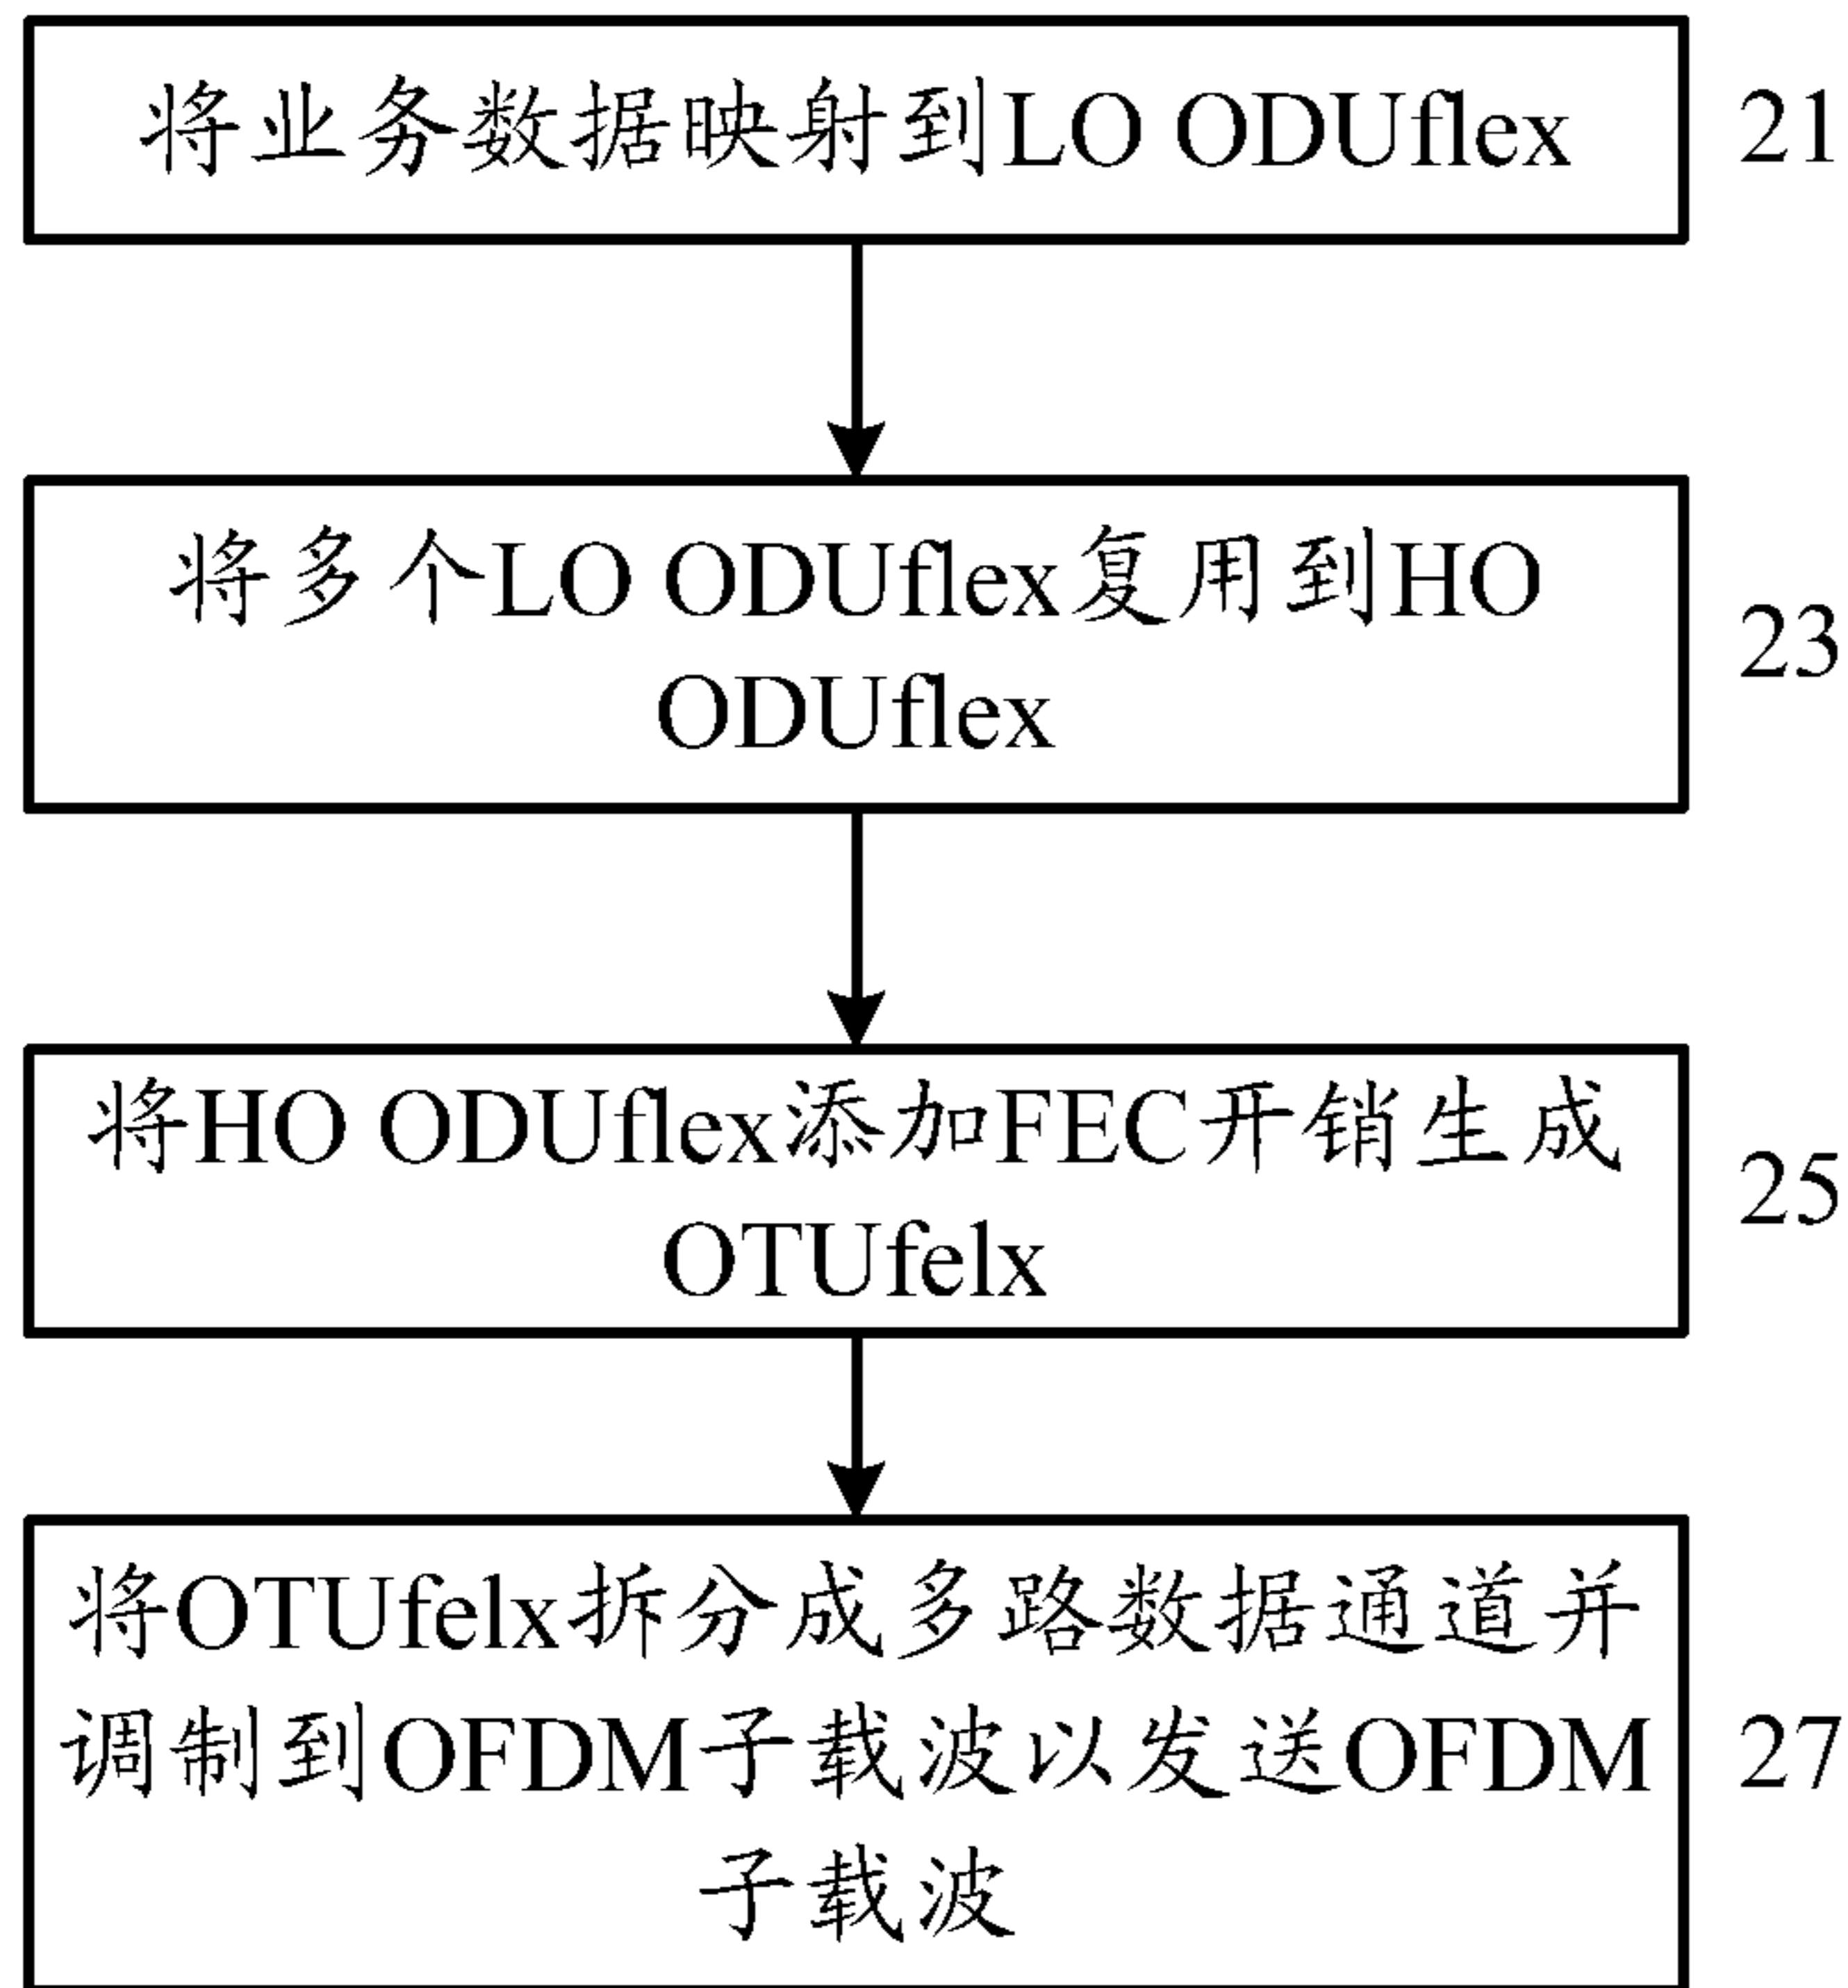 将业务数据映射到LO ODUflex
21
将多个LO ODUflex复用到HO
ODUflex
23
将HO ODUflex添加FEC开销生成
OTUfelx
25
将OTUfelx拆分成多路数据通道并
调制到OFDM子载波以发送OFDM
子载波
27